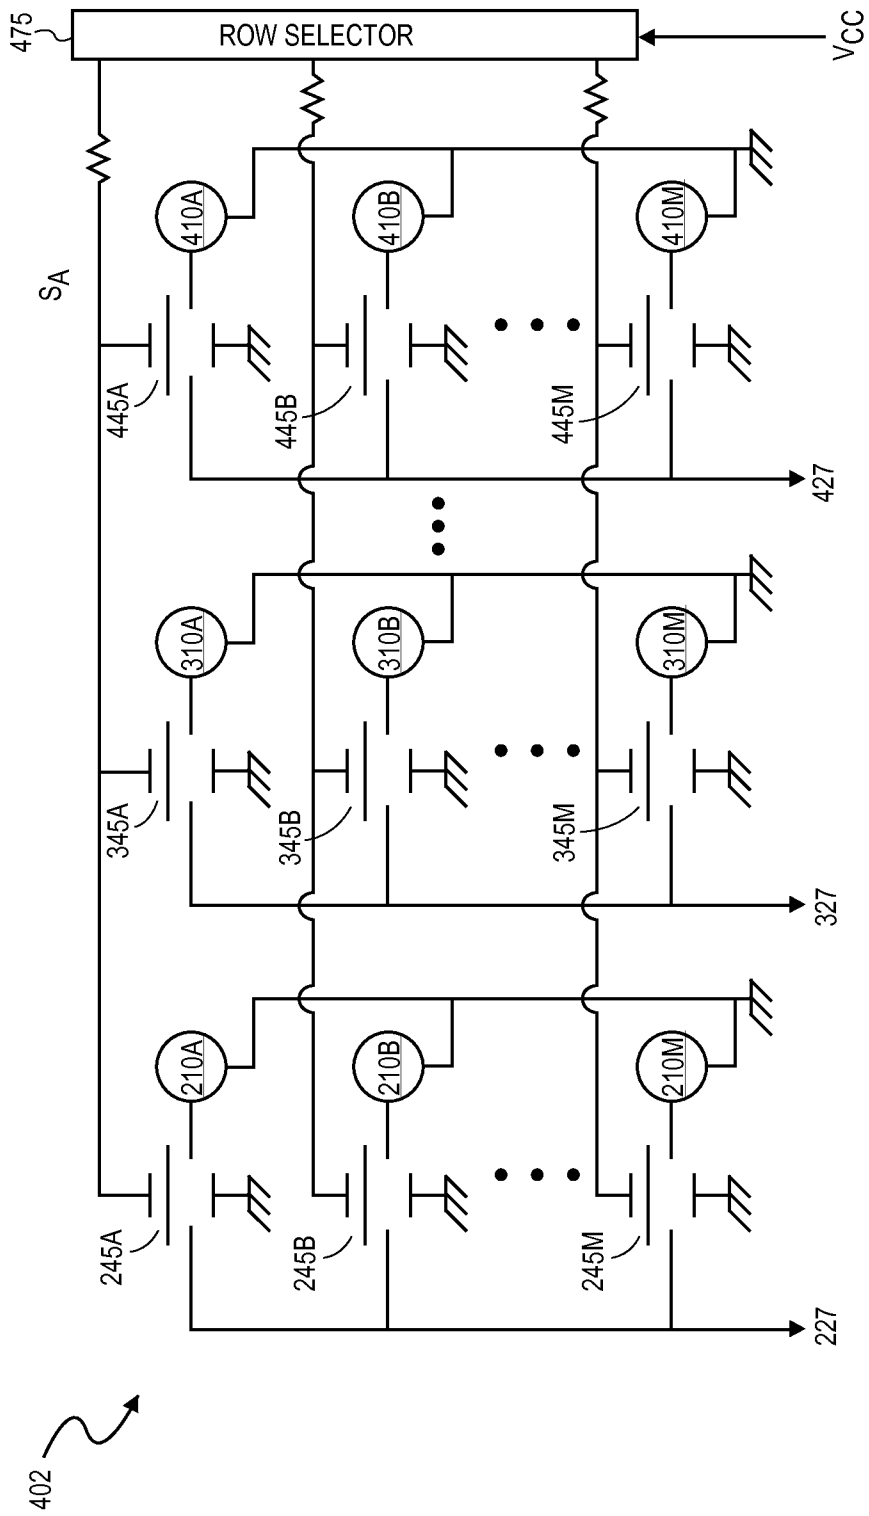 475
ROW SELECTOR
VCC
SA
410A
410B
410M
445A
445B
445M
427
310A
310B
310M
345A
345B
345M
327
210A
210B
210M
245A
245B
245M
227
402